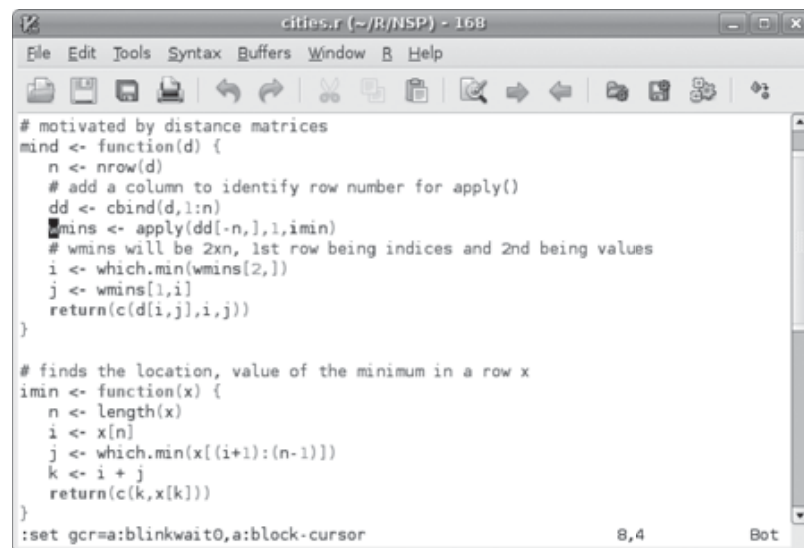 cities.r (~/R/NSP) - 168
File Edit Tools Syntax Buffers Window R Help
# motivated by distance matrices
mind <- function(d) {
   n <- nrow(d)
   # add a column to identify row number for apply()
   dd <- cbind(d,1:n)
   wmins <- apply(dd[-n,],1,imin)
   # wmins will be 2xn, 1st row being indices and 2nd being values
   i <- which.min(wmins[2,])
   j <- wmins[1,i]
   return(c(d[i,j],i,j))
}

# finds the location, value of the minimum in a row x
imin <- function(x) {
   n <- length(x)
   i <- x[n]
   j <- which.min(x[(i+1):(n-1)])
   k <- i + j
   return(c(k,x[k]))
}
:set gcr=a:blinkwait0,a:block-cursor 8,4 Bot